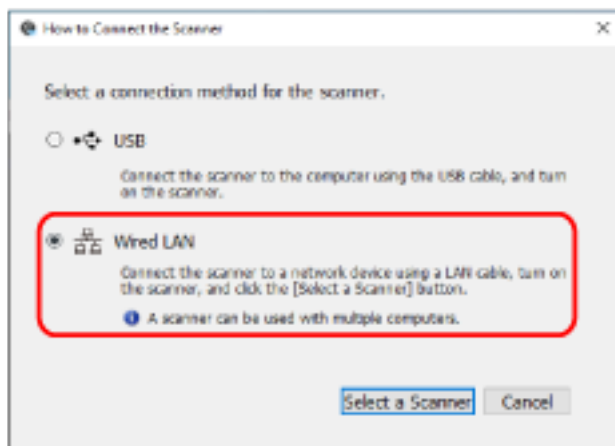 How to Connect the Scanner
Select a connection method for the scanner.
USB
Connect the scanner to the computer using the USB cable, and turn
on the scanner.
Wired LAN
Connect the scanner to a network device using a LAN cable, turn on
the scanner, and click the [Select a Scanner] button.
A scanner can be used with multiple computers.
Select a Scanner Cancel